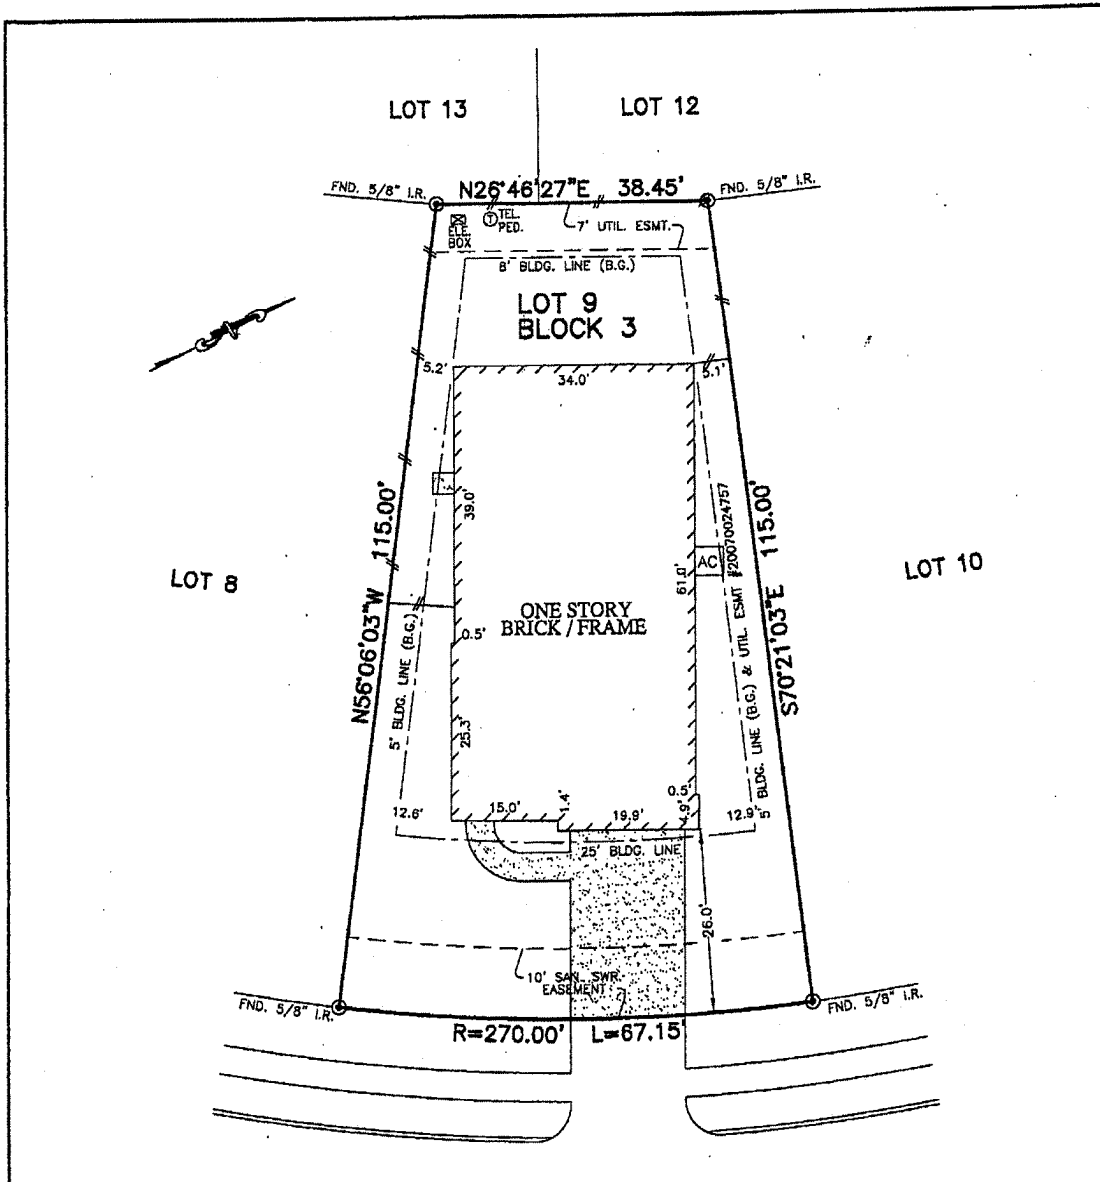 LOT 13
LOT 12
FND. 5/8" I.R.
N26°46'27"E 38.45'
FND. 5/8" I.R.
T
TEL.
PED.
ELE.
BOX
7' UTIL. ESMT.
8' BLDG. LINE (B.G.)
LOT 9
BLOCK 3
N
5.2'
34.0'
5.1'
39.0'
115.00'
N56°06'03"W
LOT 8
5' BLDG. LINE (B.G.)
0.5'
25.3'
ONE STORY
BRICK / FRAME
61.0'
AC
5' BLDG. LINE (B.G.) & UTIL. ESMT #20070024757
115.00'
S70°21'03"E
LOT 10
12.6'
15.0'
1.4'
19.9'
0.5'
4.9'
12.9'
25' BLDG. LINE
26.0'
10' SAN. SWR.
EASEMENT
FND. 5/8" I.R.
FND. 5/8" I.R.
R=270.00' L=67.15'